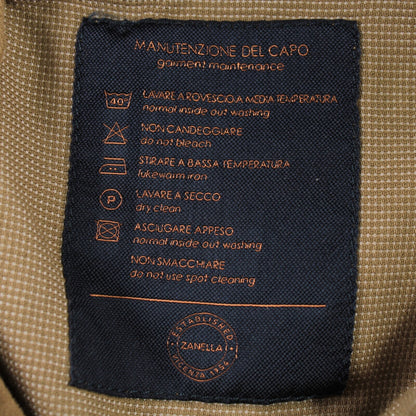 MANUTENZIONE DEL CAPO
garment maintenance
40°
LAVARE A ROVESCIO A MEDIA TEMPERATURA
normal inside out washing
NON CANDEGGIARE
do not bleach
STIRARE A BASSA TEMPERATURA
lukewarm iron
P
LAVARE A SECCO
dry clean
ASCIUGARE APPESO
normal inside out washing
NON SMACCHIARE
do not use spot cleaning
ESTABLISHED
ZANELLA
VICENZA 1954